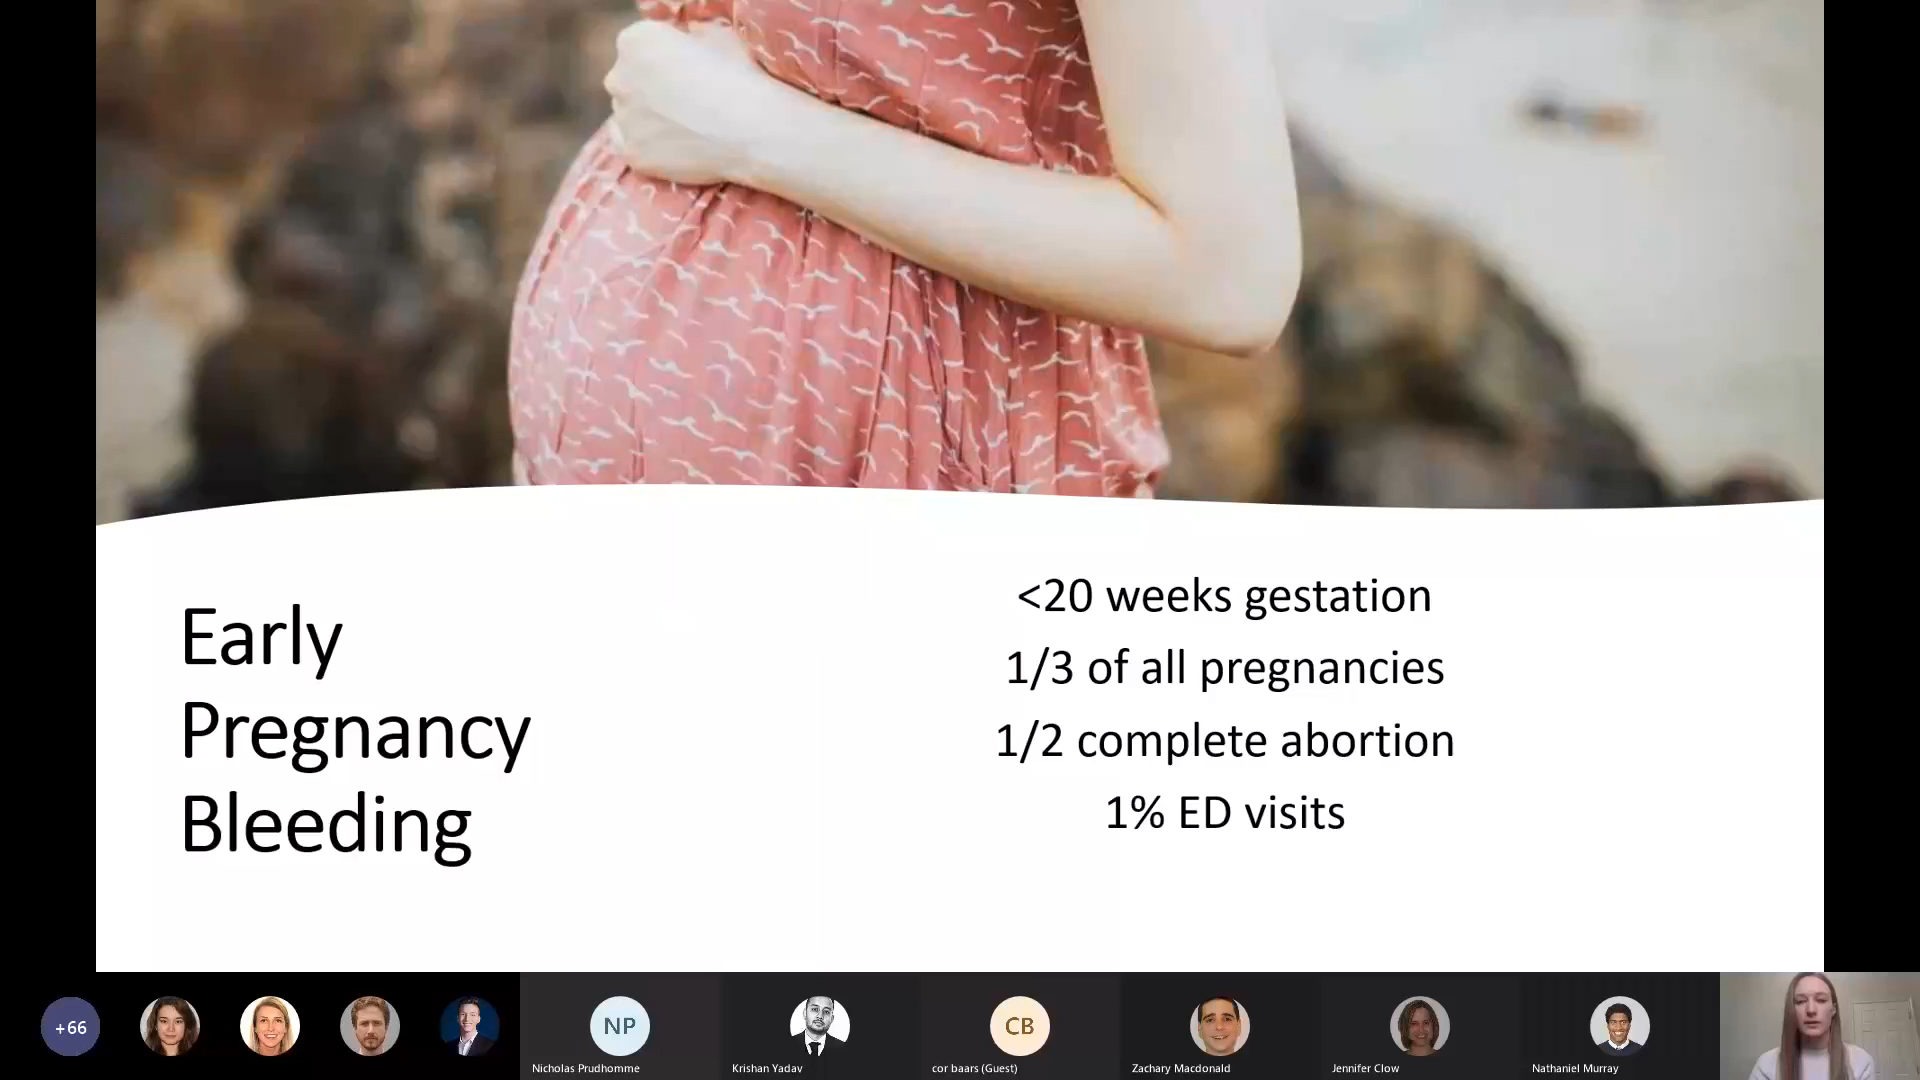 Early
Pregnancy
Bleeding
<20 weeks gestation
1/3 of all pregnancies
1/2 complete abortion
1% ED visits
+66
NP
CB
Nicholas Prudhomme
Krishan Yadav
cor baars (Guest)
Zachary Macdonald
Jennifer Clow
Nathaniel Murray